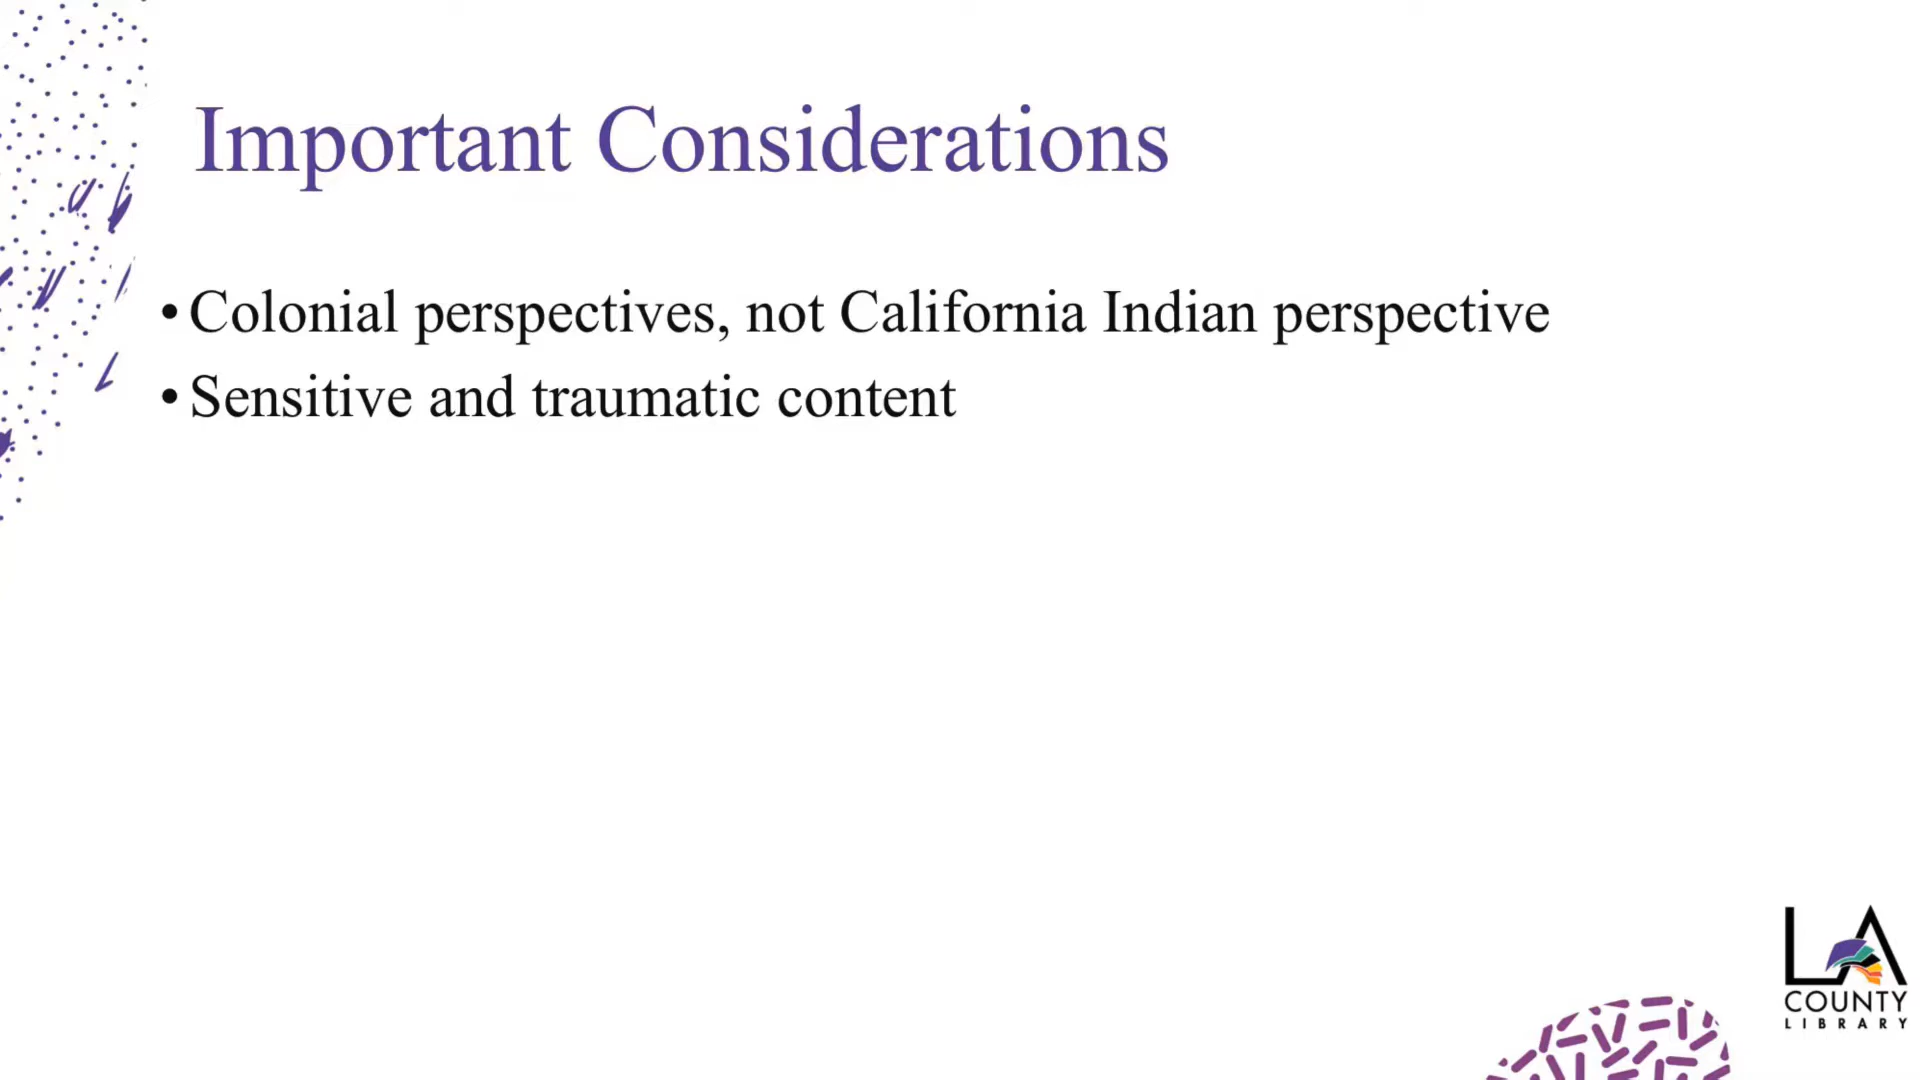 Important Considerations
• Colonial perspectives, not California Indian perspective
• Sensitive and traumatic content
LA
COUNTY
LIBRARY